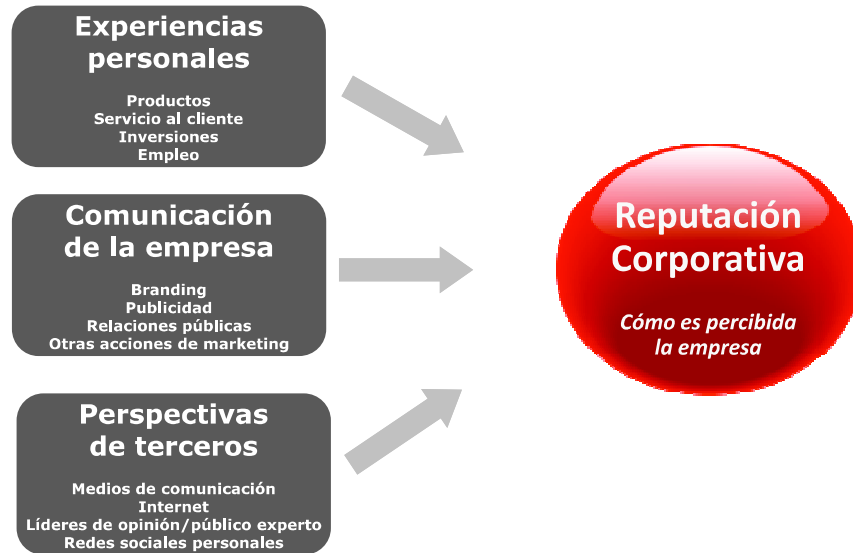 Experiencias
personales
Productos
Servicio al cliente
Inversiones
Empleo
Comunicación
de la empresa
Branding
Publicidad
Relaciones públicas
Otras acciones de marketing
Perspectivas
de terceros
Medios de comunicación
Internet
Líderes de opinión/público experto
Redes sociales personales
Reputación
Corporativa
Cómo es percibida
la empresa